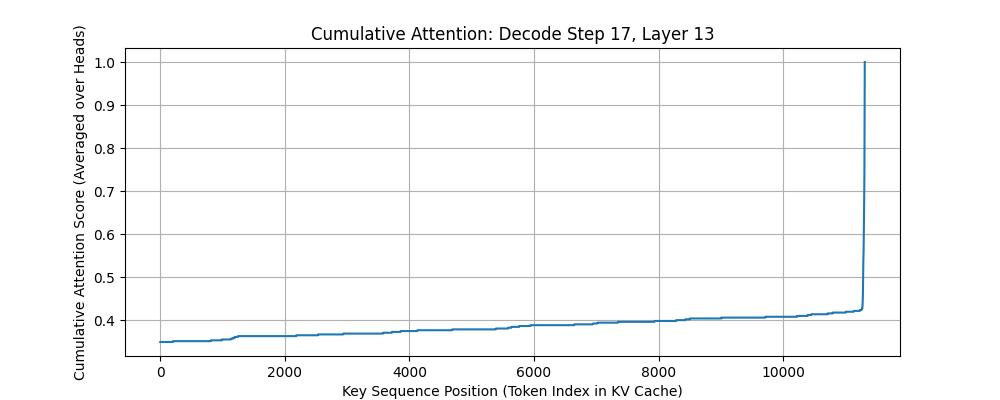 Cumulative Attention: Decode Step 17, Layer 13
Cumulative Attention Score (Averaged over Heads)
1.0
0.9
0.8
0.7
0.6
0.5
0.4
0 2000 4000 6000 8000 10000
Key Sequence Position (Token Index in KV Cache)